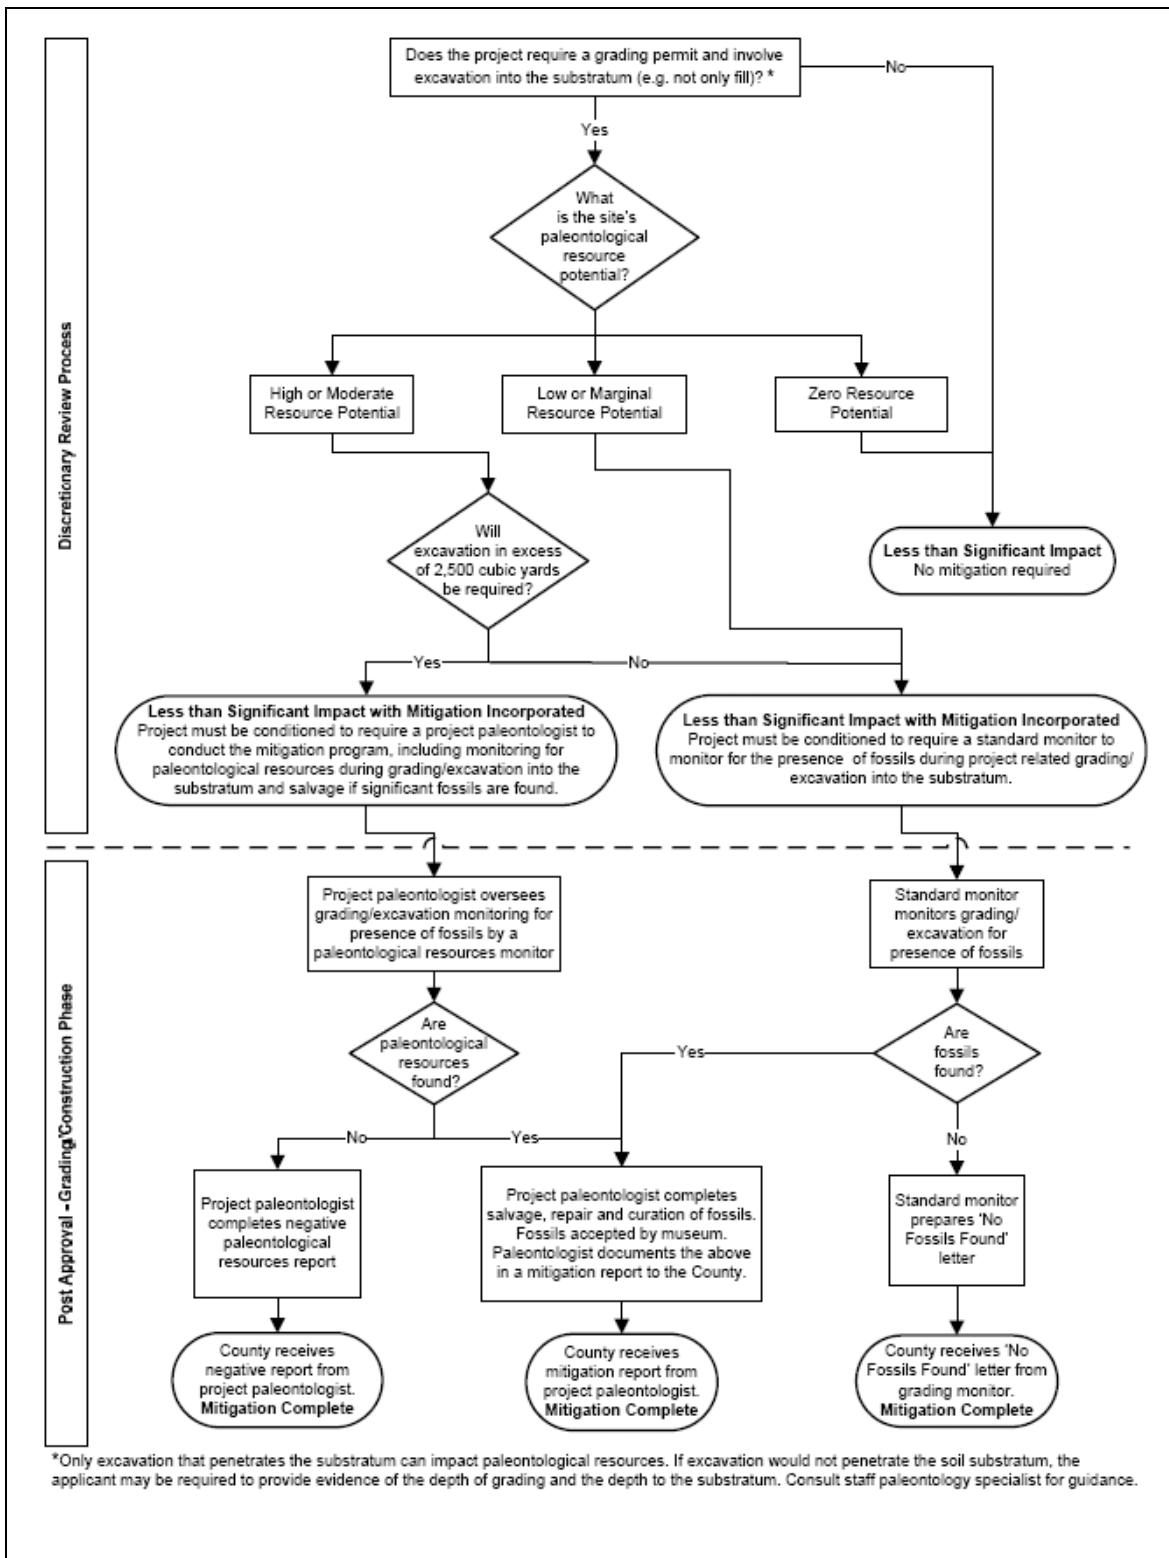 Discretionary Review Process
Does the project require a grading permit and involve
excavation into the substratum (e.g. not only fill)? *
No
Yes
What
is the site's
paleontological
resource
potential?
High or Moderate
Resource Potential
Low or Marginal
Resource Potential
Zero Resource
Potential
Will
excavation in excess
of 2,500 cubic yards
be required?
Less than Significant Impact
No mitigation required
Yes
No
Less than Significant Impact with Mitigation Incorporated
Project must be conditioned to require a project paleontologist to
conduct the mitigation program, including monitoring for
paleontological resources during grading/excavation into the
substratum and salvage if significant fossils are found.
Less than Significant Impact with Mitigation Incorporated
Project must be conditioned to require a standard monitor to
monitor for the presence of fossils during project related grading/
excavation into the substratum.
Post Approval - Grading/Construction Phase
Project paleontologist oversees
grading/excavation monitoring for
presence of fossils by a
paleontological resources monitor
Standard monitor
monitors grading/
excavation for
presence of fossils
Are
paleontological
resources
found?
Yes
Are
fossils
found?
No
Yes
No
Project paleontologist
completes negative
paleontological
resources report
Project paleontologist completes
salvage, repair and curation of fossils.
Fossils accepted by museum.
Paleontologist documents the above
in a mitigation report to the County.
Standard monitor
prepares 'No
Fossils Found'
letter
County receives
negative report from
project paleontologist.
Mitigation Complete
County receives
mitigation report from
project paleontologist.
Mitigation Complete
County receives 'No
Fossils Found' letter from
grading monitor.
Mitigation Complete
*Only excavation that penetrates the substratum can impact paleontological resources. If excavation would not penetrate the soil substratum, the
applicant may be required to provide evidence of the depth of grading and the depth to the substratum. Consult staff paleontology specialist for guidance.